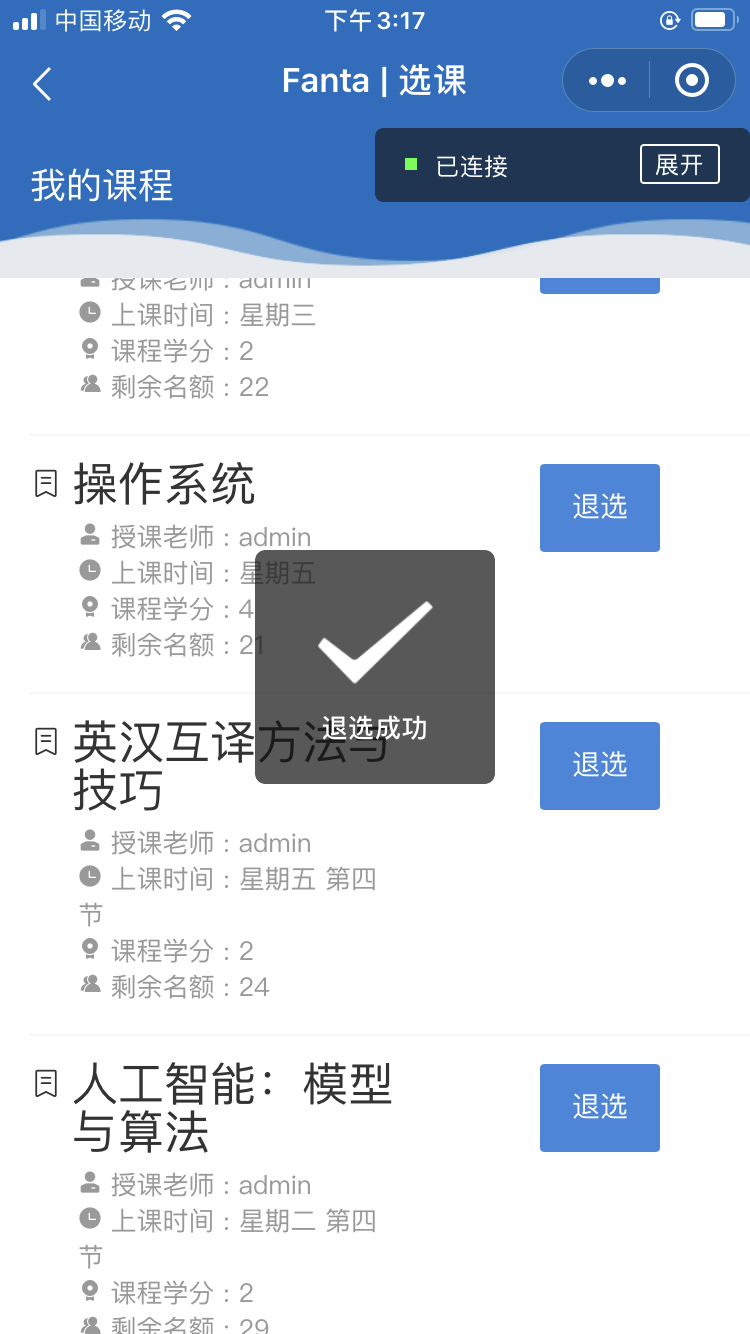 中国移动
下午3:17
Fanta | 选课
已连接
展开
我的课程
授课老师：admin
上课时间：星期三
课程学分：2
剩余名额：22
操作系统
退选
授课老师：admin
上课时间：星期五
课程学分：4
剩余名额：21
退选成功
英汉互译方法与
技巧
退选
授课老师：admin
上课时间：星期五 第四
节
课程学分：2
剩余名额：24
人工智能：模型
与算法
退选
授课老师：admin
上课时间：星期二 第四
节
课程学分：2
剩余名额：29